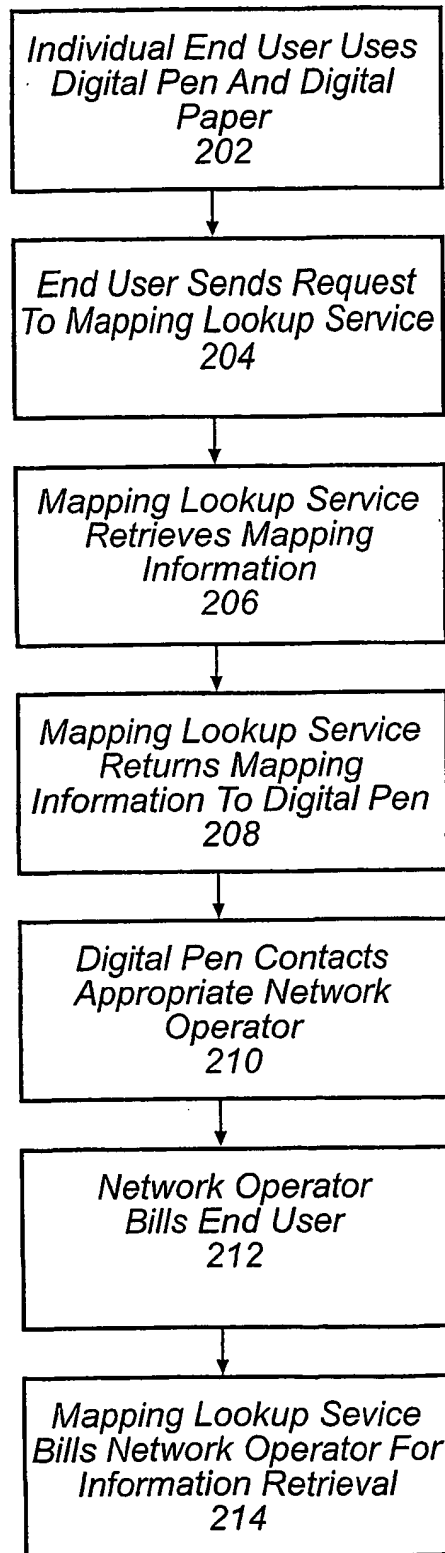 Individual End User Uses
Digital Pen And Digital
Paper
202
End User Sends Request
To Mapping Lookup Service
204
Mapping Lookup Service
Retrieves Mapping
Information
206
Mapping Lookup Service
Returns Mapping
Information To Digital Pen
208
Digital Pen Contacts
Appropriate Network
Operator
210
Network Operator
Bills End User
212
Mapping Lookup Sevice
Bills Network Operator For
Information Retrieval
214